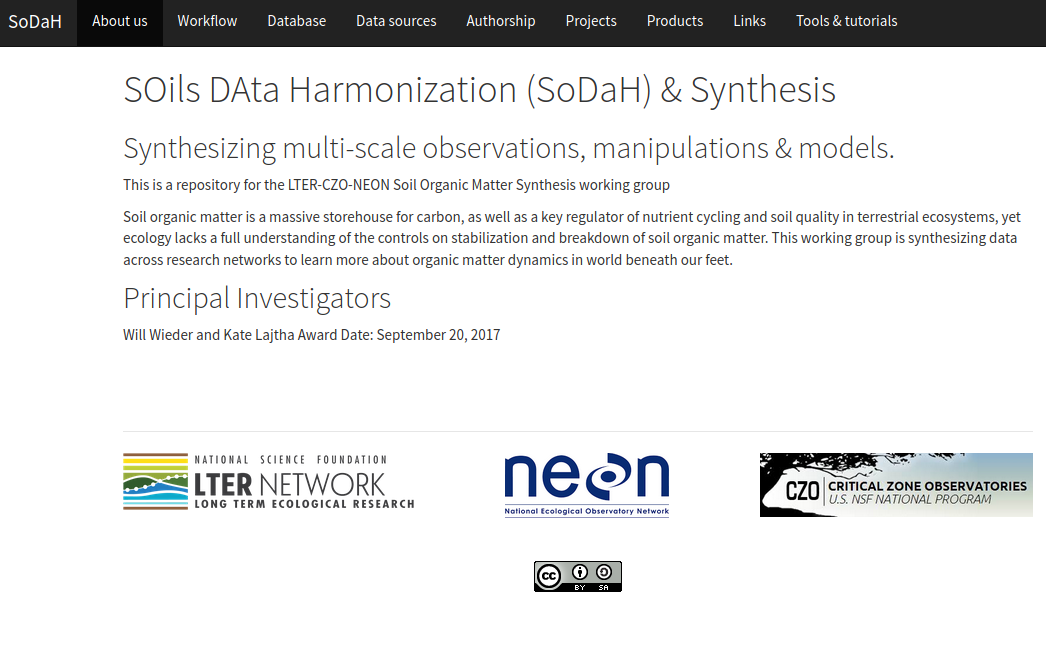 SoDaH About us Workflow Database Data sources Authorship Projects Products Links Tools & tutorials
SOils DAta Harmonization (SoDaH) & Synthesis
Synthesizing multi-scale observations, manipulations & models.
This is a repository for the LTER-CZO-NEON Soil Organic Matter Synthesis working group
Soil organic matter is a massive storehouse for carbon, as well as a key regulator of nutrient cycling and soil quality in terrestrial ecosystems, yet
ecology lacks a full understanding of the controls on stabilization and breakdown of soil organic matter. This working group is synthesizing data
across research networks to learn more about organic matter dynamics in world beneath our feet.
Principal Investigators
Will Wieder and Kate Lajtha Award Date: September 20, 2017
NATIONAL SCIENCE FOUNDATION
LTER NETWORK
LONG TERM ECOLOGICAL RESEARCH
neon
National Ecological Observatory Network
CZO CRITICAL ZONE OBSERVATORIES
U.S. NSF NATIONAL PROGRAM
cc BY SA